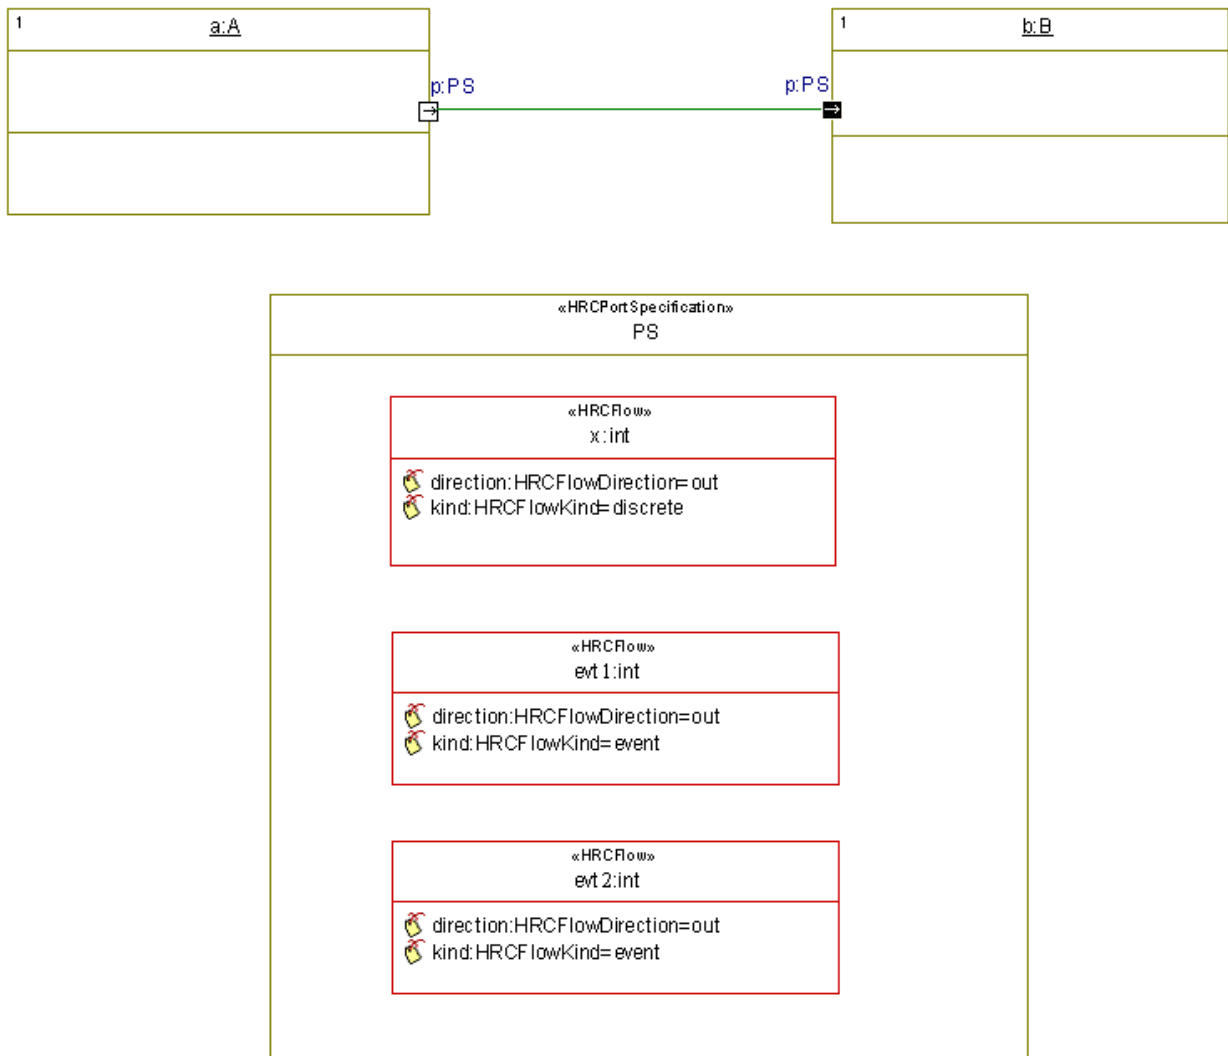 1
a:A
1
b:B
p:PS
p:PS
«HRCPortSpecification»
PS
«HRCFlow»
x:int
direction:HRCFlowDirection=out
kind:HRCFlowKind=discrete
«HRCFlow»
evt1:int
direction:HRCFlowDirection=out
kind:HRCFlowKind=event
«HRCFlow»
evt2:int
direction:HRCFlowDirection=out
kind:HRCFlowKind=event